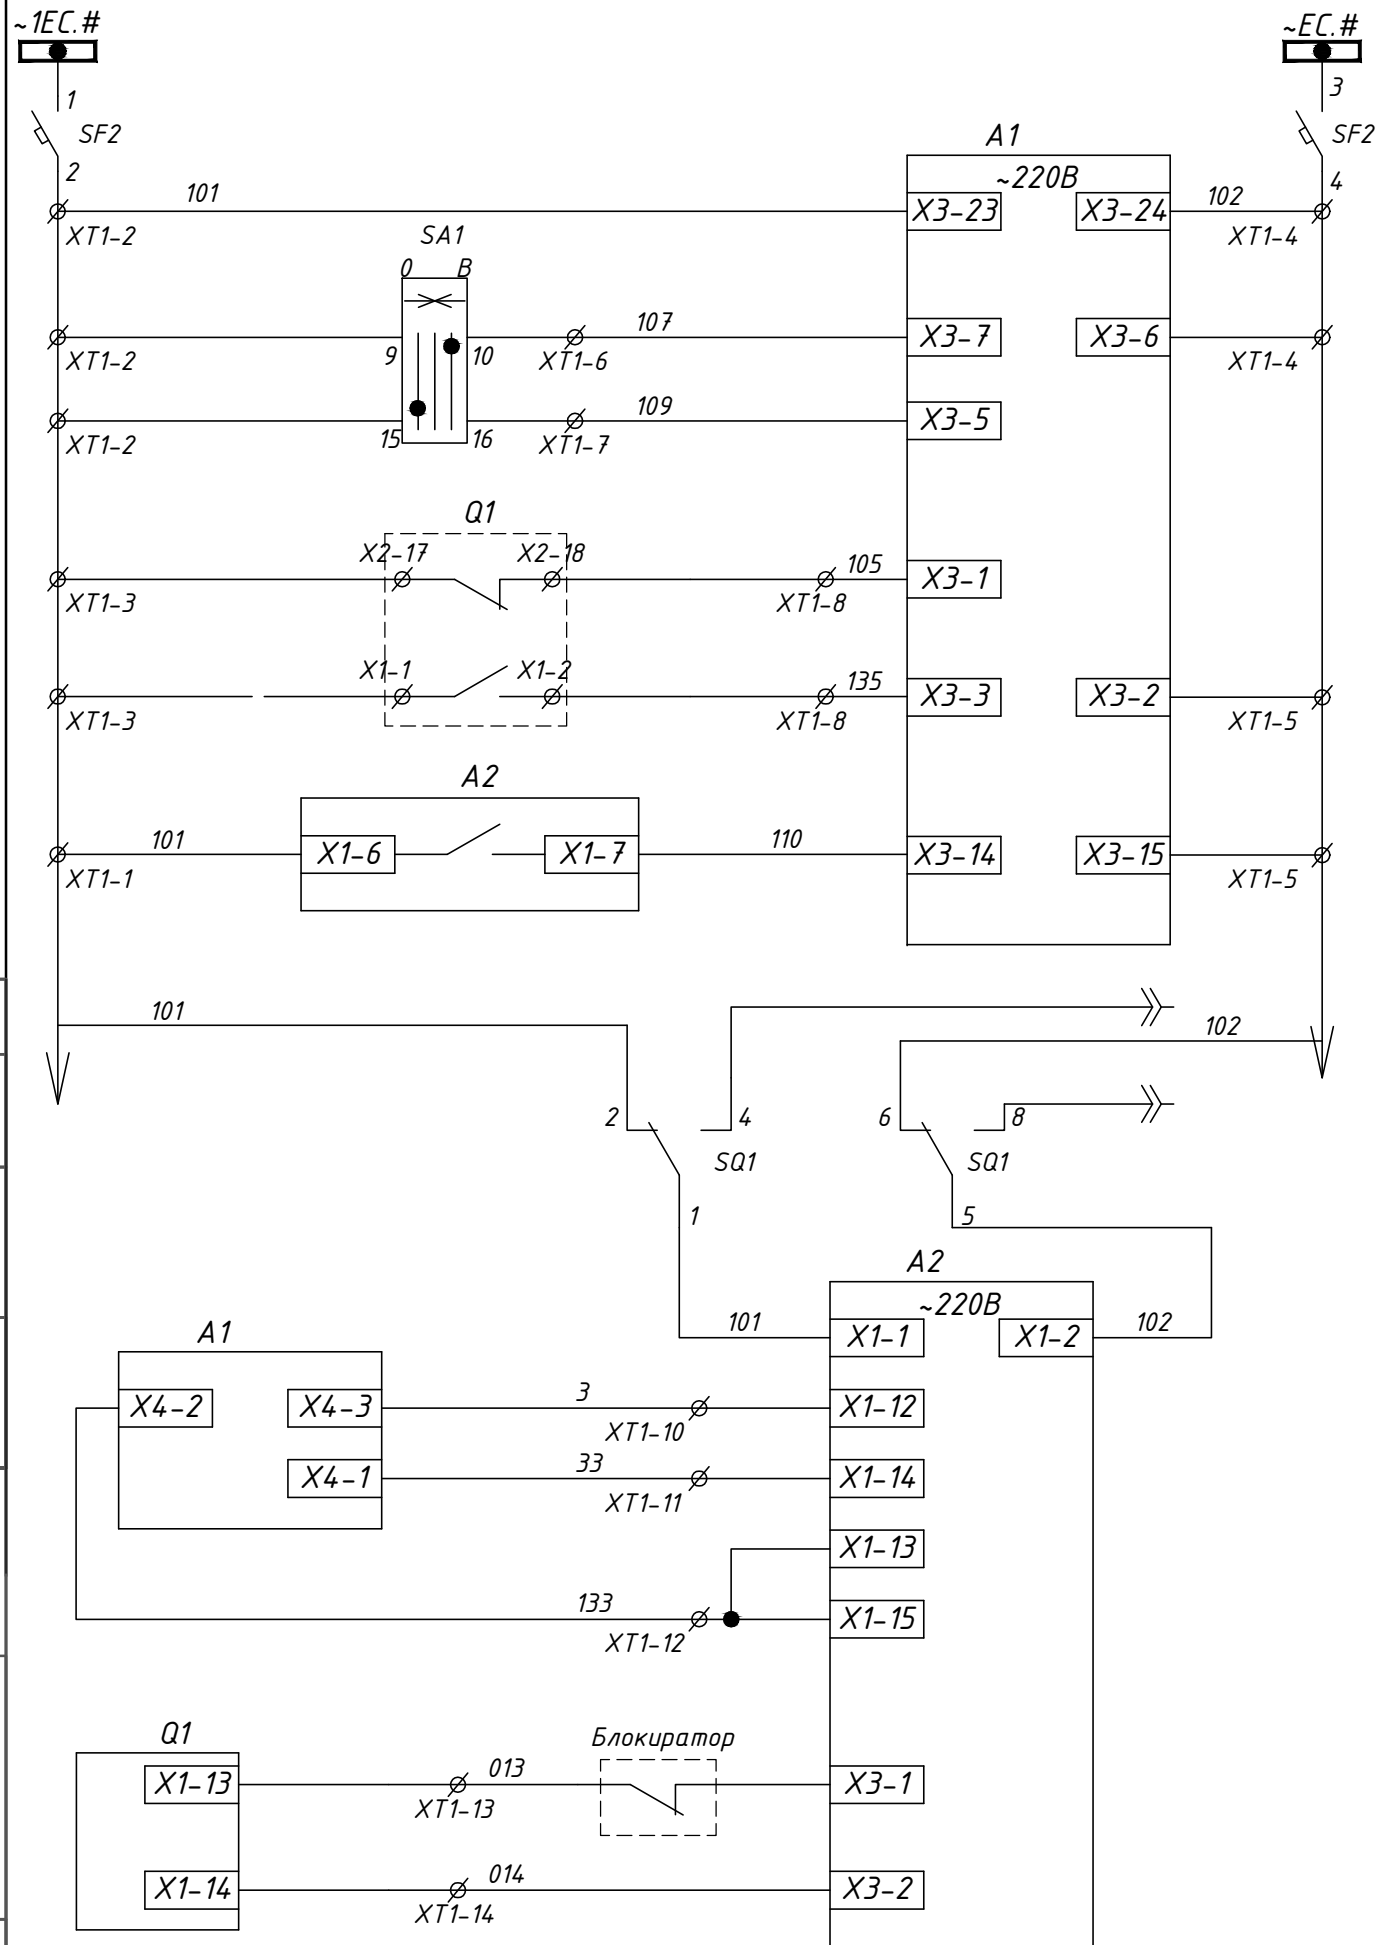 ~1ЕС.# ~ЕС.#
1 3
SF2 A1 SF2
2 ~220В 4
101 X3-23 X3-24 102
XT1-2 SA1 XT1-4
0 В
107 X3-7 X3-6
XT1-2 9 10 XT1-6 XT1-4
109 X3-5
XT1-2 15 16 XT1-7
Q1
X2-17 X2-18 105 X3-1
XT1-3 XT1-8
X1-1 X1-2 135 X3-3 X3-2
XT1-3 XT1-8 XT1-5
A2
101 X1-6 X1-7 110 X3-14 X3-15
XT1-1 XT1-5
101 102
2 4 6 8
SQ1 SQ1
1 5
A2
~220В
A1 101 X1-1 X1-2 102
X4-2 X4-3 3 X1-12
XT1-10
X4-1 33 X1-14
XT1-11
X1-13
133 X1-15
XT1-12
Q1 Блокиратор
X1-13 013 X3-1
XT1-13
X1-14 014 X3-2
XT1-14